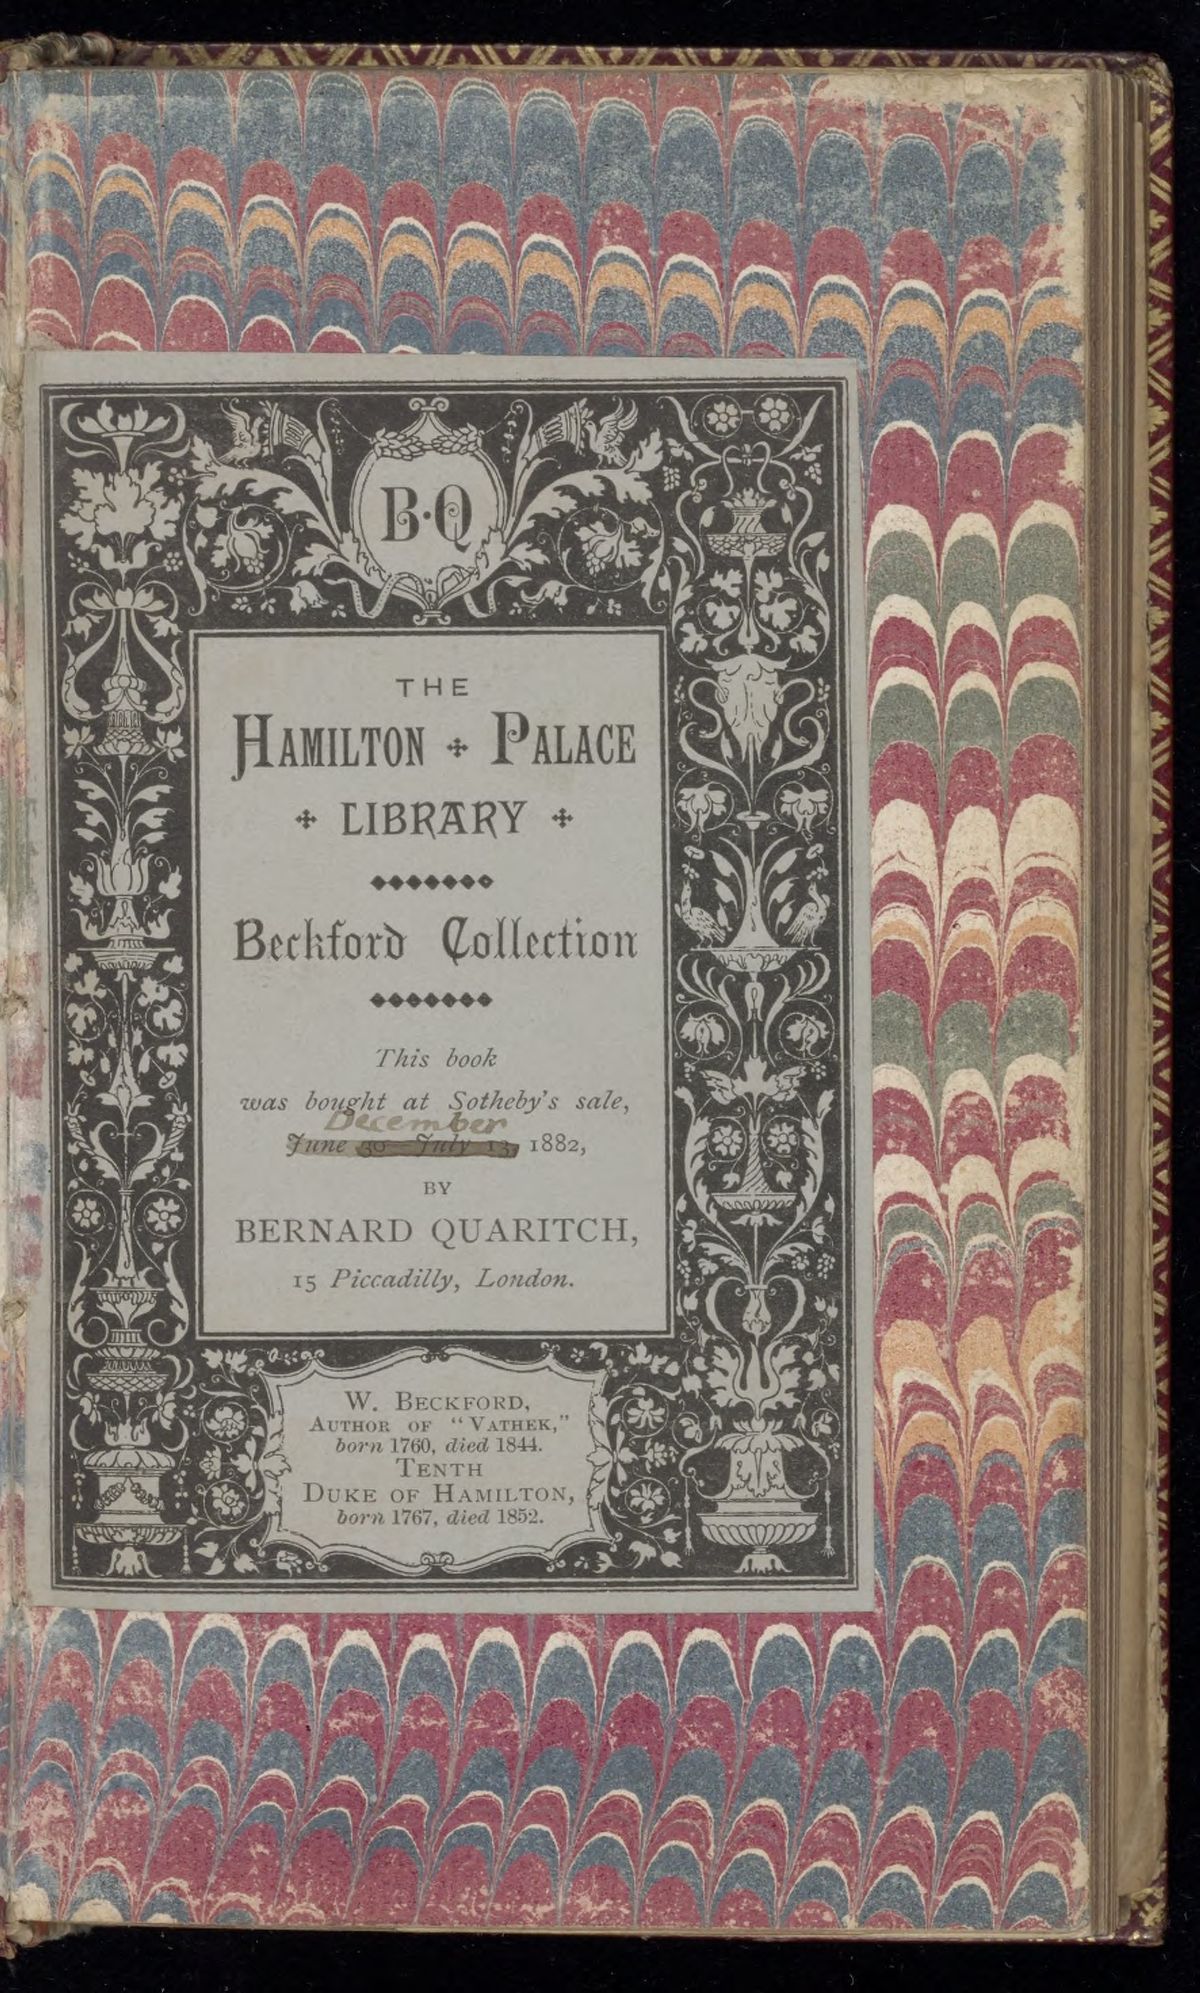 B·Q
THE
HAMILTON PALACE
LIBRARY
Beckford Collection
This book
was bought at Sotheby's sale,
December
June 30—July 13, 1882,
BY
BERNARD QUARITCH,
15 Piccadilly, London.
W. BECKFORD,
AUTHOR OF "VATHEK,"
born 1760, died 1844.
TENTH
DUKE OF HAMILTON,
born 1767, died 1852.